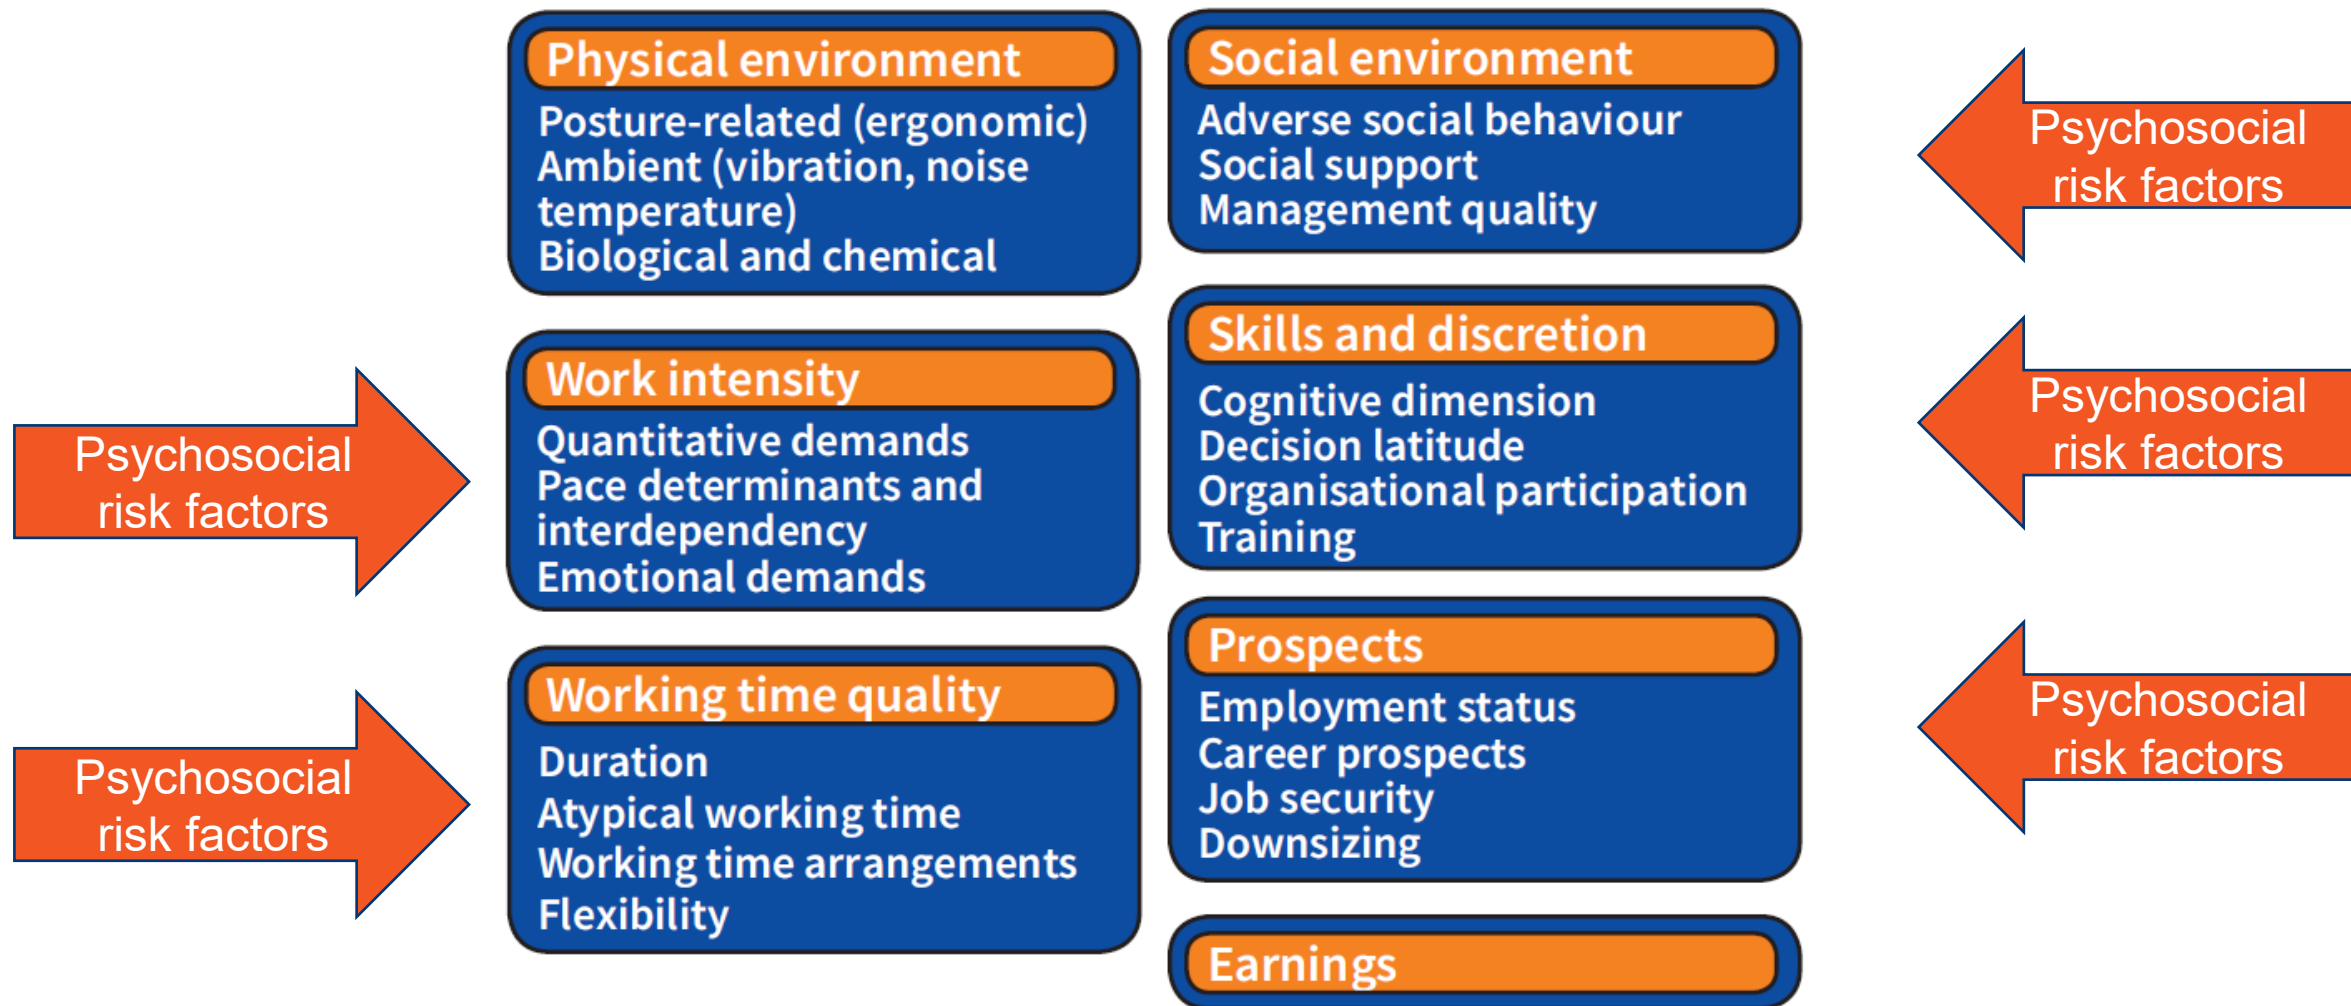 Physical environment
Posture-related (ergonomic)
Ambient (vibration, noise
temperature)
Biological and chemical
Social environment
Adverse social behaviour
Social support
Management quality
Psychosocial
risk factors
Psychosocial
risk factors
Work intensity
Quantitative demands
Pace determinants and
interdependency
Emotional demands
Skills and discretion
Cognitive dimension
Decision latitude
Organisational participation
Training
Psychosocial
risk factors
Psychosocial
risk factors
Working time quality
Duration
Atypical working time
Working time arrangements
Flexibility
Prospects
Employment status
Career prospects
Job security
Downsizing
Psychosocial
risk factors
Earnings